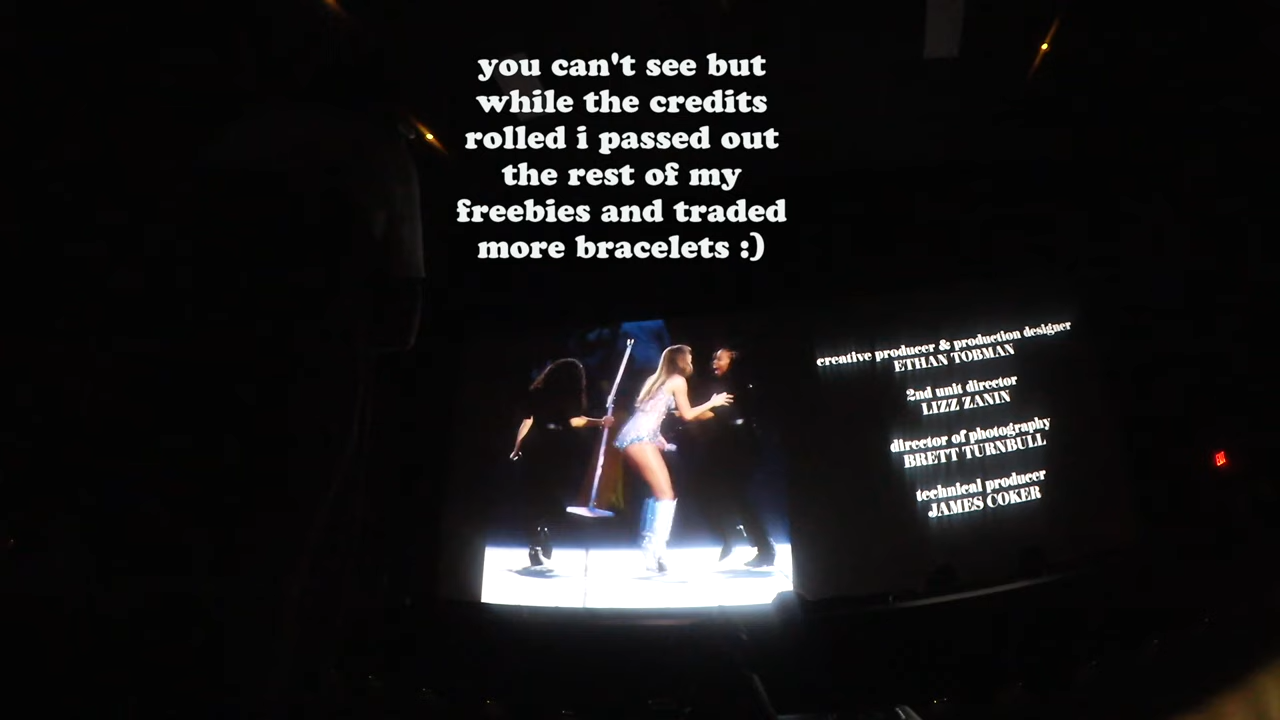 you can't see but
while the credits
rolled i passed out
the rest of my
freebies and traded
more bracelets :)
creative producer & production designer
ETHAN TOBMAN
2nd unit director
LIZZ ZANIN
director of photography
BRETT TURNBULL
technical producer
JAMES COKER
EXIT